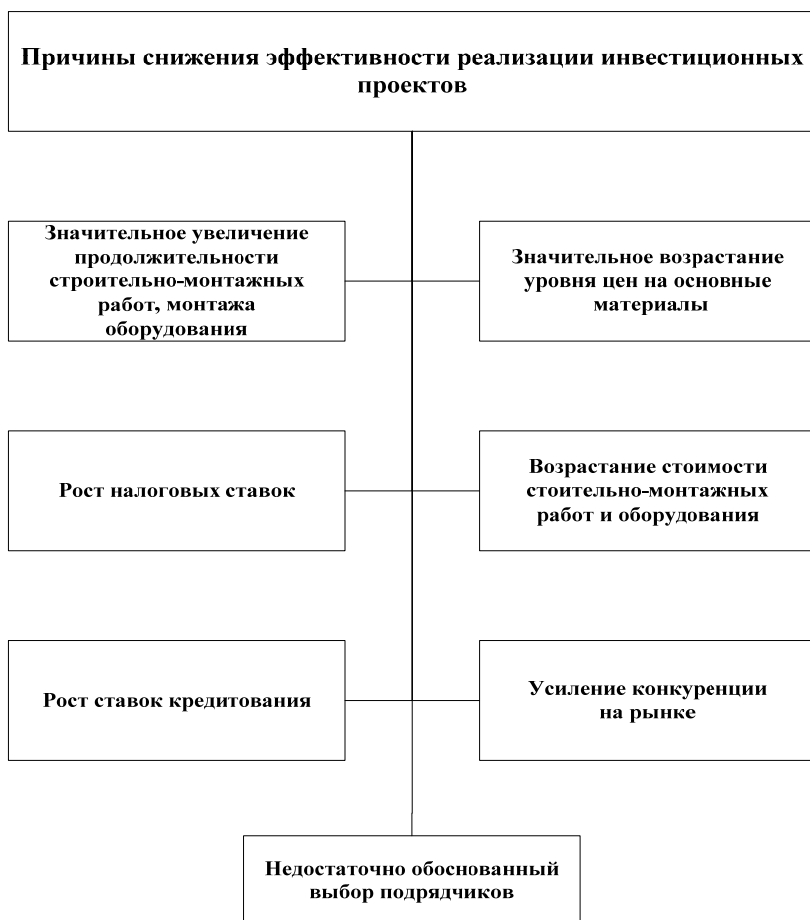 Причины снижения эффективности реализации инвестиционных
проектов
Значительное увеличение
продолжительности
строительно-монтажных
работ, монтажа
оборудования
Значительное возрастание
уровня цен на основные
материалы
Рост налоговых ставок
Возрастание стоимости
стоительно-монтажных
работ и оборудования
Рост ставок кредитования
Усиление конкуренции
на рынке
Недостаточно обоснованный
выбор подрядчиков